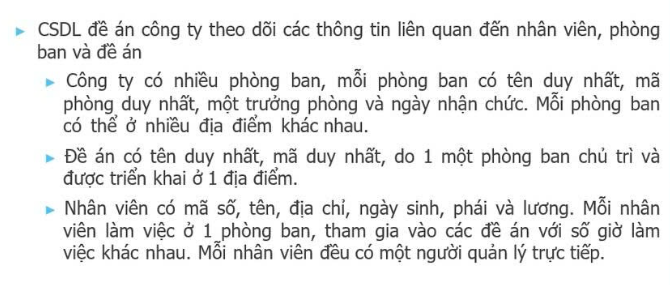 CSDL đề án công ty theo dõi các thông tin liên quan đến nhân viên, phòng
ban và đề án
Công ty có nhiều phòng ban, mỗi phòng ban có tên duy nhất, mã
phòng duy nhất, một trưởng phòng và ngày nhận chức. Mỗi phòng ban
có thể ở nhiều địa điểm khác nhau.
Đề án có tên duy nhất, mã duy nhất, do 1 một phòng ban chủ trì và
được triển khai ở 1 địa điểm.
Nhân viên có mã số, tên, địa chỉ, ngày sinh, phái và lương. Mỗi nhân
viên làm việc ở 1 phòng ban, tham gia vào các đề án với số giờ làm
việc khác nhau. Mỗi nhân viên đều có một người quản lý trực tiếp.